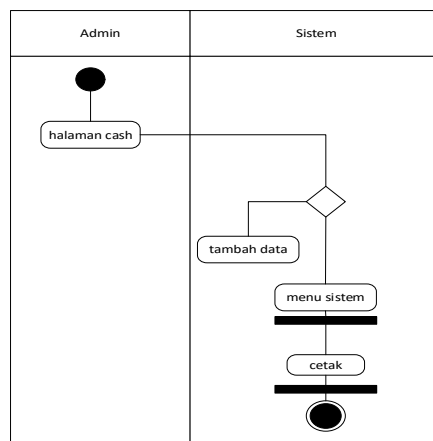 Admin
Sistem
halaman cash
tambah data
menu sistem
cetak